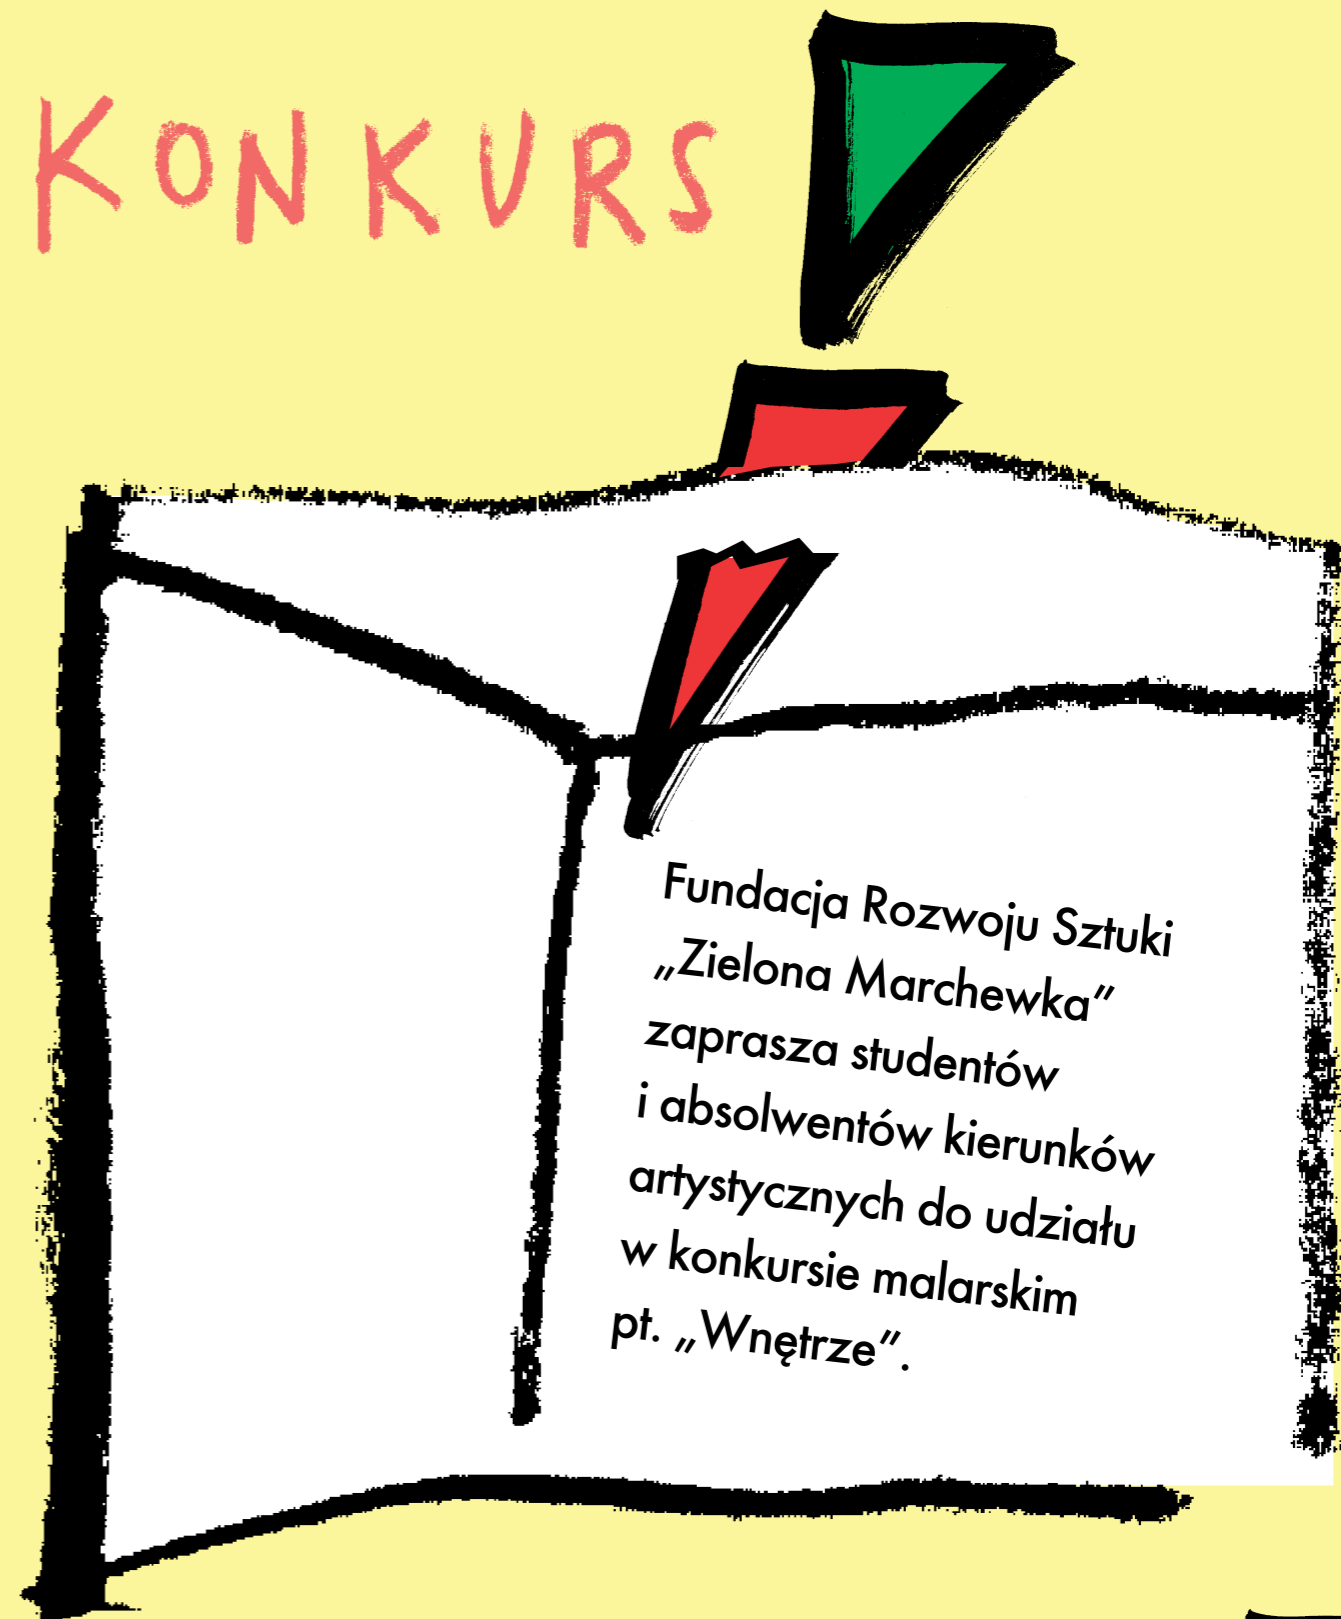 KONKURS
Fundacja Rozwoju Sztuki
„Zielona Marchewka”
zaprasza studentów
i absolwentów kierunków
artystycznych do udziału
w konkursie malarskim
pt. „Wnętrze”.